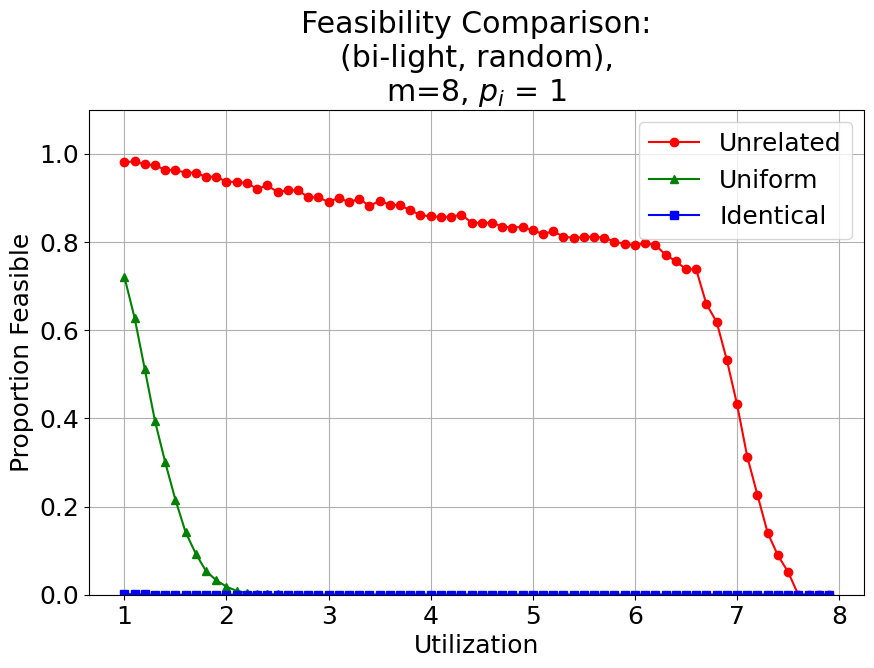 Feasibility Comparison:
(bi-light, random),
m=8, $p_i$ = 1
Unrelated
Uniform
Identical
Proportion Feasible
1.0
0.8
0.6
0.4
0.2
0.0
1 2 3 4 5 6 7 8
Utilization